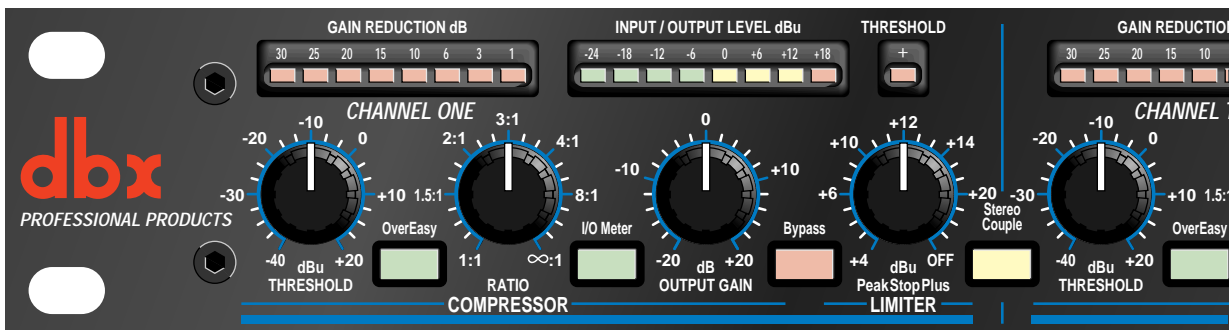 GAIN REDUCTION dB
30 25 20 15 10 6 3 1
INPUT / OUTPUT LEVEL dBu
-24 -18 -12 -6 0 +6 +12 +18
THRESHOLD
+
dbx
PROFESSIONAL PRODUCTS
CHANNEL ONE
-40 -30 -20 -10 0 +10 +20
dBu
THRESHOLD
OverEasy
1:1 1.5:1 2:1 3:1 4:1 8:1 ∞:1
RATIO
I/O Meter
-20 -10 0 +10 +20
dB
OUTPUT GAIN
Bypass
COMPRESSOR
+4 +6 +10 +12 +14 +20 OFF
dBu
PeakStopPlus
LIMITER
Stereo
Couple
GAIN REDUCTION
30 25 20 15 10
CHANNEL
-40 -30 -20 -10 0 +10 +20
dBu
THRESHOLD
OverEasy
1.5:1